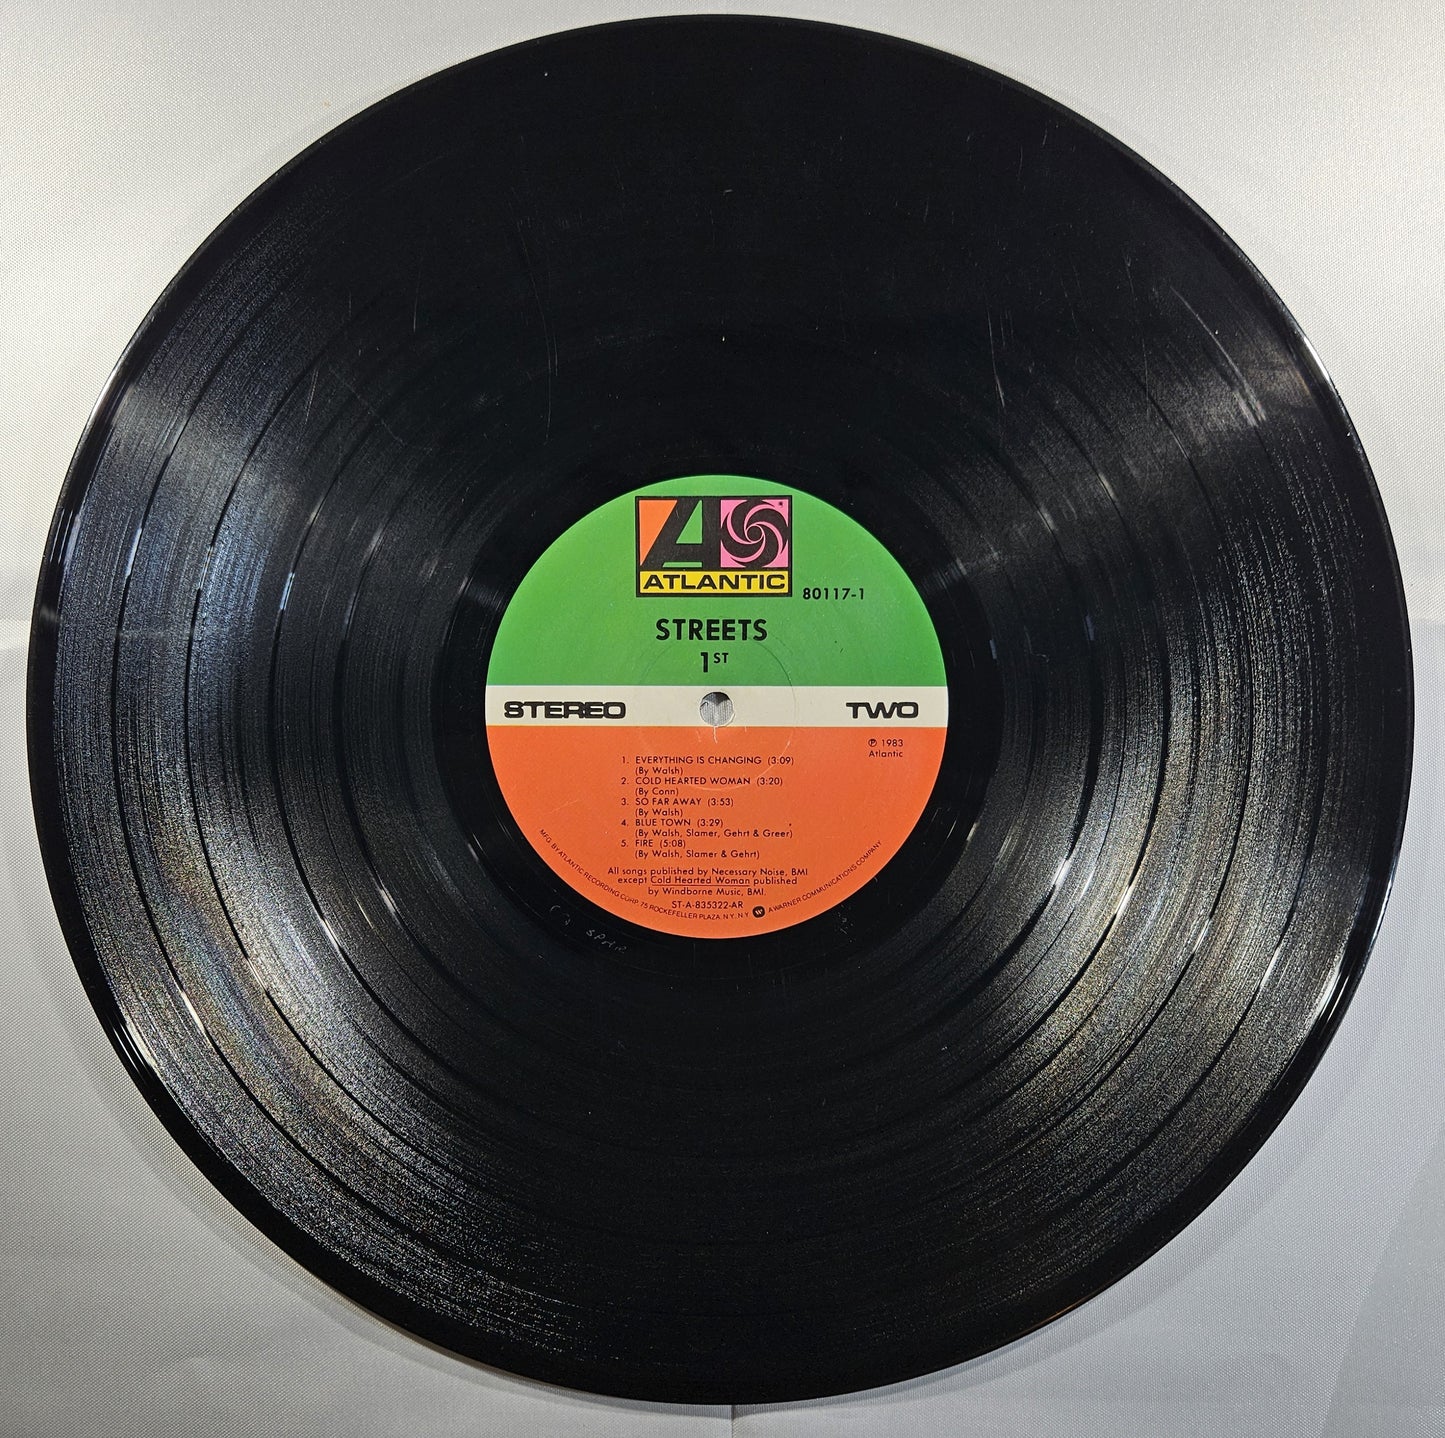 ATLANTIC
80117-1
STREETS
1ST
STEREO
TWO
℗ 1983
Atlantic
1. EVERYTHING IS CHANGING (3:09)
(By Walsh)
2. COLD HEARTED WOMAN (3:20)
(By Conn)
3. SO FAR AWAY (3:53)
(By Walsh)
4. BLUE TOWN (3:29)
(By Walsh, Slamer, Gehrt & Greer)
5. FIRE (5:08)
(By Walsh, Slamer & Gehrt)
All songs published by Necessary Noise, BMI
except Cold Hearted Woman published
by Windborne Music, BMI.
ST-A-835322-AR
MFG. BY ATLANTIC RECORDING CORP. 75 ROCKEFELLER PLAZA. N.Y. N.Y. W A WARNER COMMUNICATIONS COMPANY